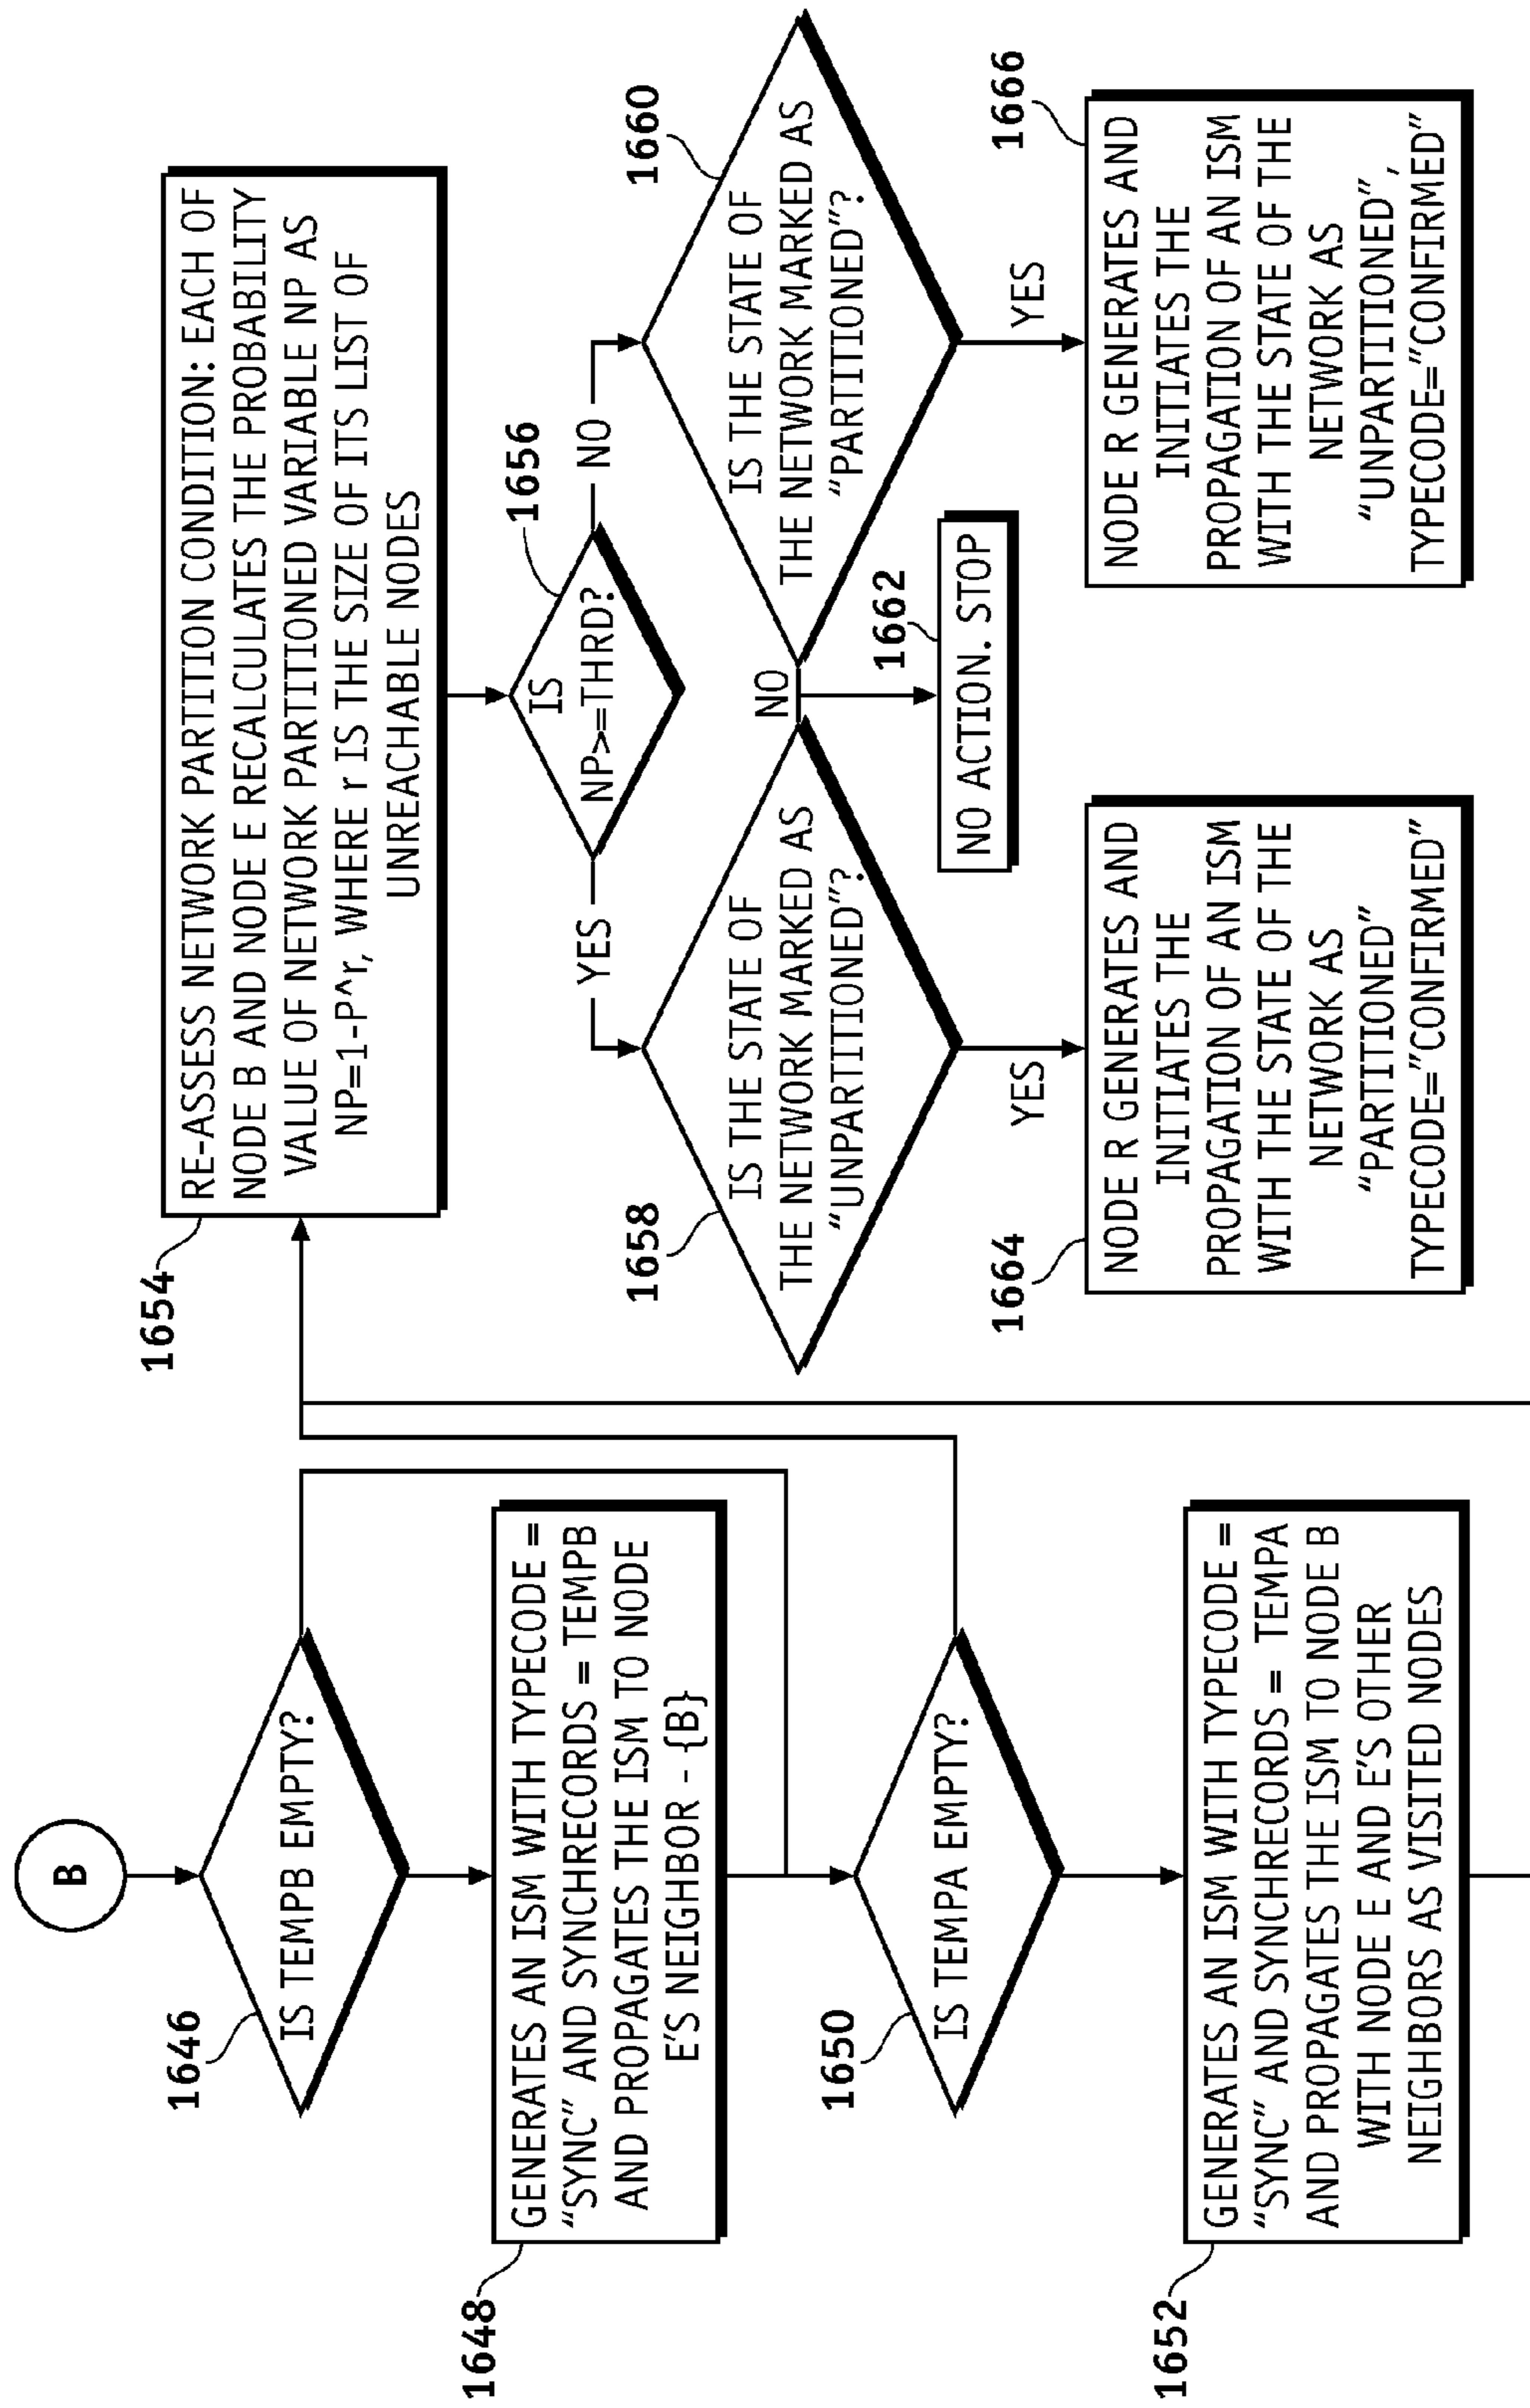 B
1646
IS TEMPB EMPTY?
1648
GENERATES AN ISM WITH TYPECODE =
“SYNC” AND SYNCHRECORDS = TEMPB
AND PROPAGATES THE ISM TO NODE
E'S NEIGHBOR - {B}
1650
IS TEMPA EMPTY?
1652
GENERATES AN ISM WITH TYPECODE =
“SYNC” AND SYNCHRECORDS = TEMPA
AND PROPAGATES THE ISM TO NODE B
WITH NODE E AND E'S OTHER
NEIGHBORS AS VISITED NODES
1654
RE-ASSESS NETWORK PARTITION CONDITION: EACH OF
NODE B AND NODE E RECALCULATES THE PROBABILITY
VALUE OF NETWORK PARTITIONED VARIABLE NP AS
NP=1-P^r, WHERE r IS THE SIZE OF ITS LIST OF
UNREACHABLE NODES
1656
IS
NP>=THRD?
YES
NO
1658
IS THE STATE OF
THE NETWORK MARKED AS
“UNPARTITIONED”?
NO
1660
IS THE STATE OF
THE NETWORK MARKED AS
“PARTITIONED”?
1662
NO ACTION. STOP
YES
YES
1664
NODE R GENERATES AND
INITIATES THE
PROPAGATION OF AN ISM
WITH THE STATE OF THE
NETWORK AS
“PARTITIONED”
TYPECODE=”CONFIRMED”
1666
NODE R GENERATES AND
INITIATES THE
PROPAGATION OF AN ISM
WITH THE STATE OF THE
NETWORK AS
“UNPARTITIONED”,
TYPECODE=”CONFIRMED”